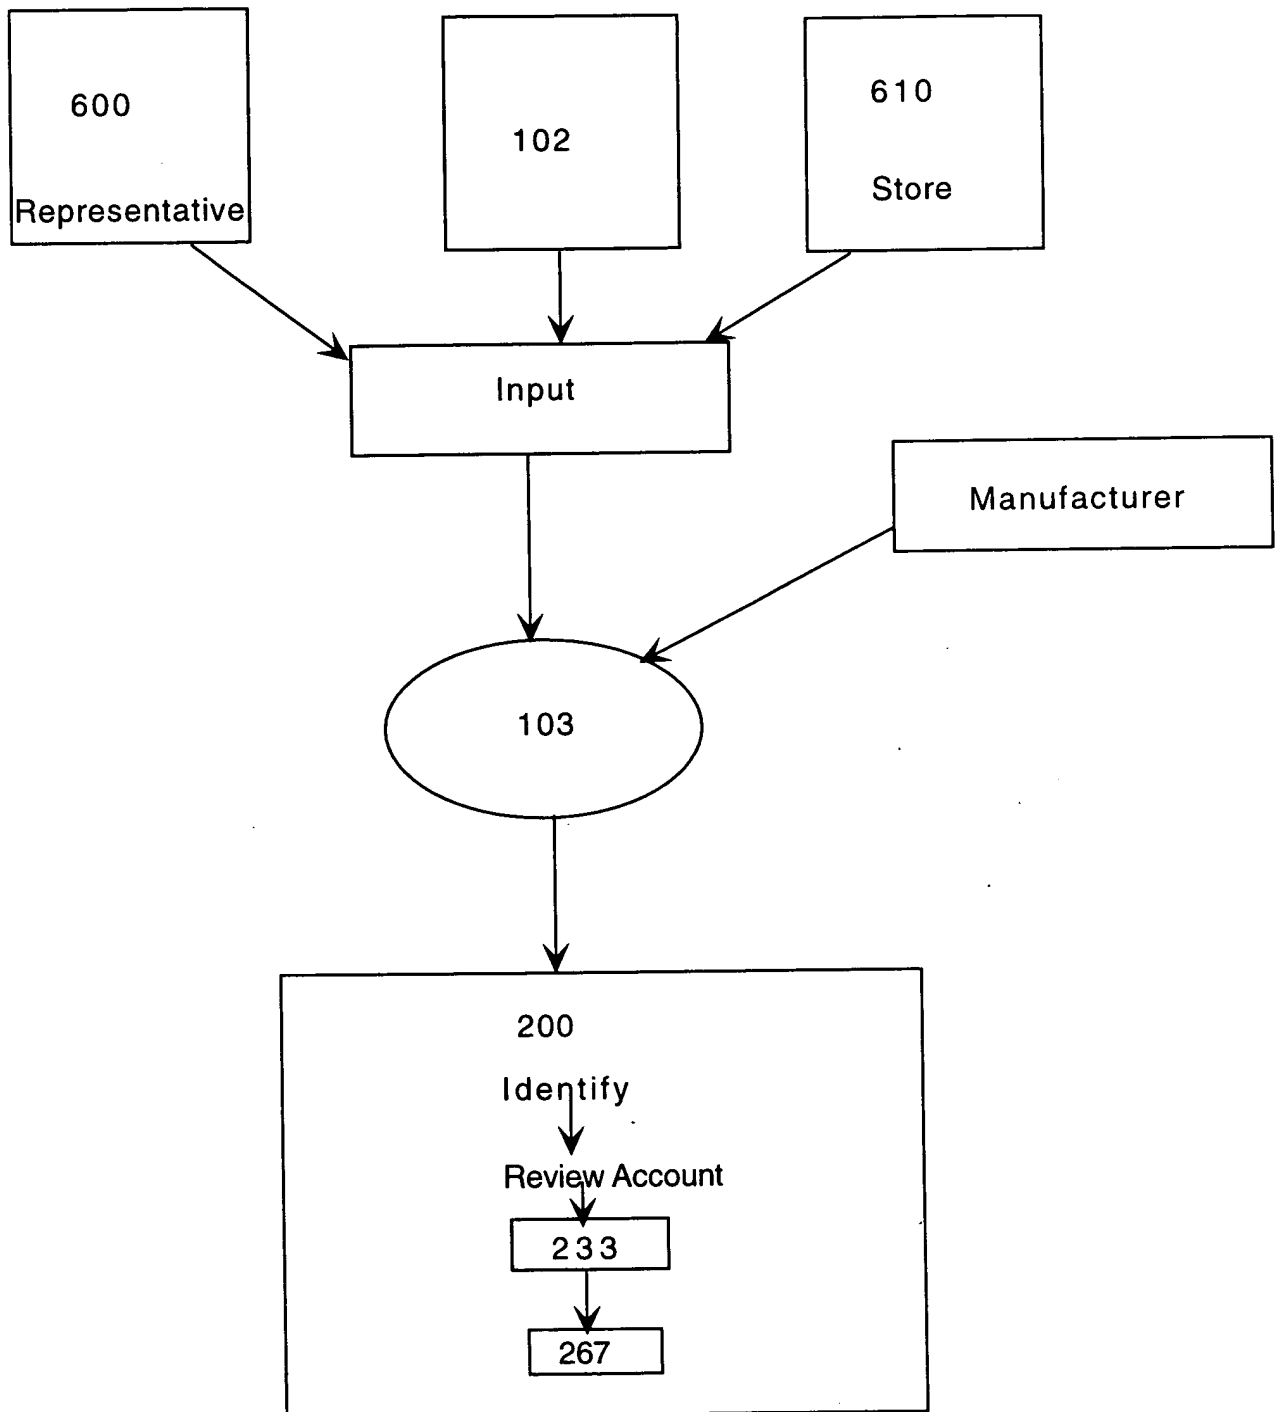 600
Representative
102
610
Store
Input
Manufacturer
103
200
Identify
Review Account
233
267